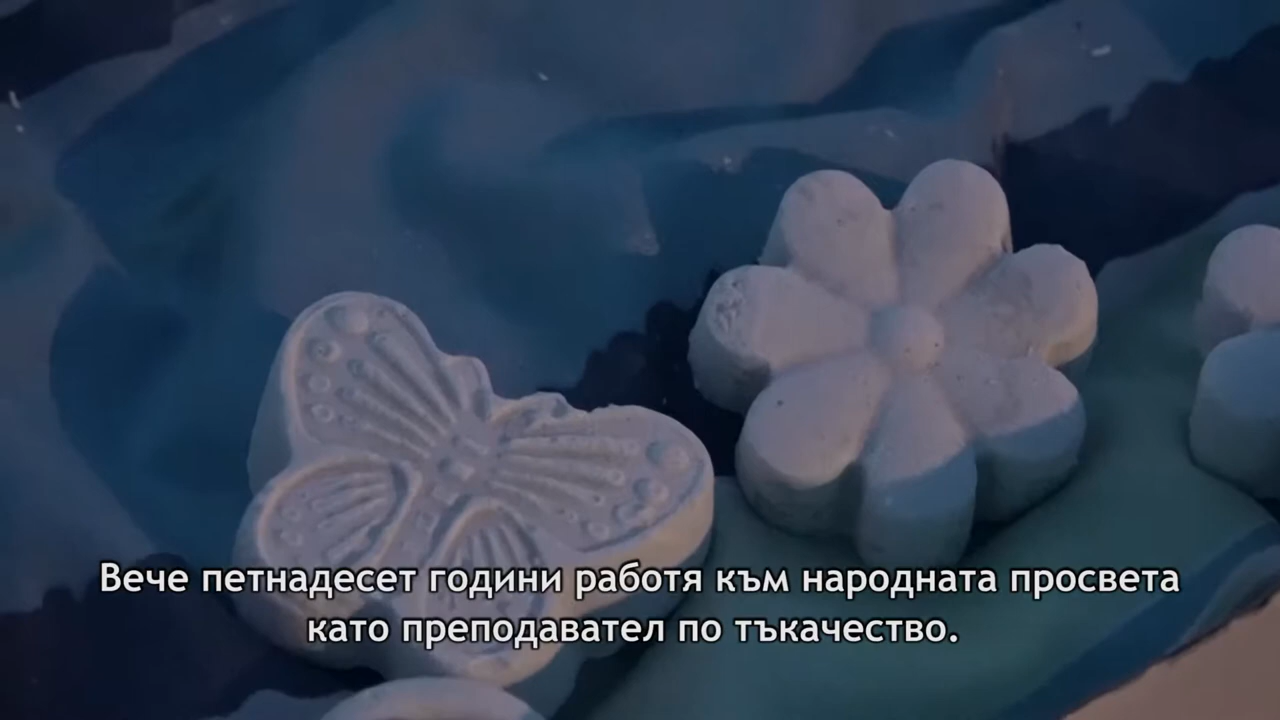 Вече петнадесет години работя към народната просвета
като преподавател по тъкачество.